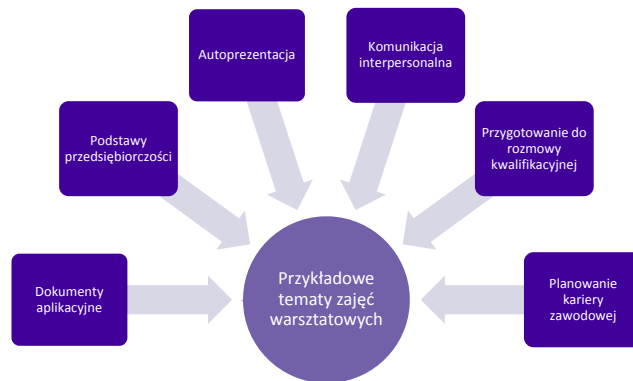 Autoprezentacja
Komunikacja
interpersonalna
Podstawy
przedsiębiorczości
Przygotowanie do
rozmowy
kwalifikacyjnej
Dokumenty
aplikacyjne
Przykładowe
tematy zajęć
warsztatowych
Planowanie
kariery
zawodowej